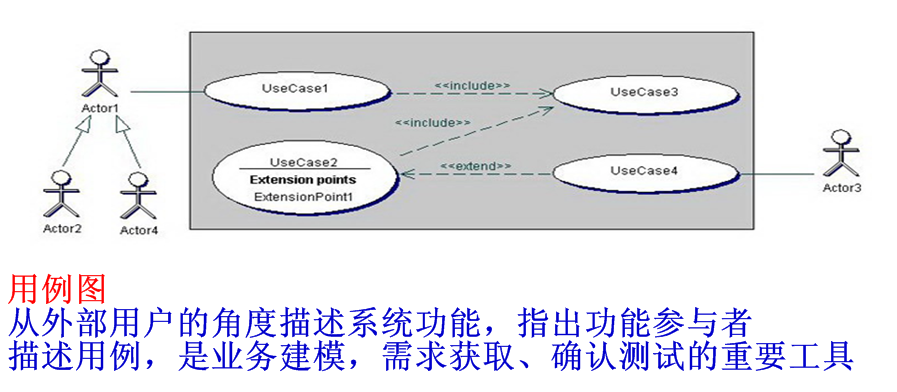 UseCase1
<<include>>
UseCase3
Actor1
<<include>>
UseCase2
Extension points
ExtensionPoint1
<<extend>>
UseCase4
Actor3
Actor2
Actor4
用例图
从外部用户的角度描述系统功能，指出功能参与者
描述用例，是业务建模，需求获取、确认测试的重要工具